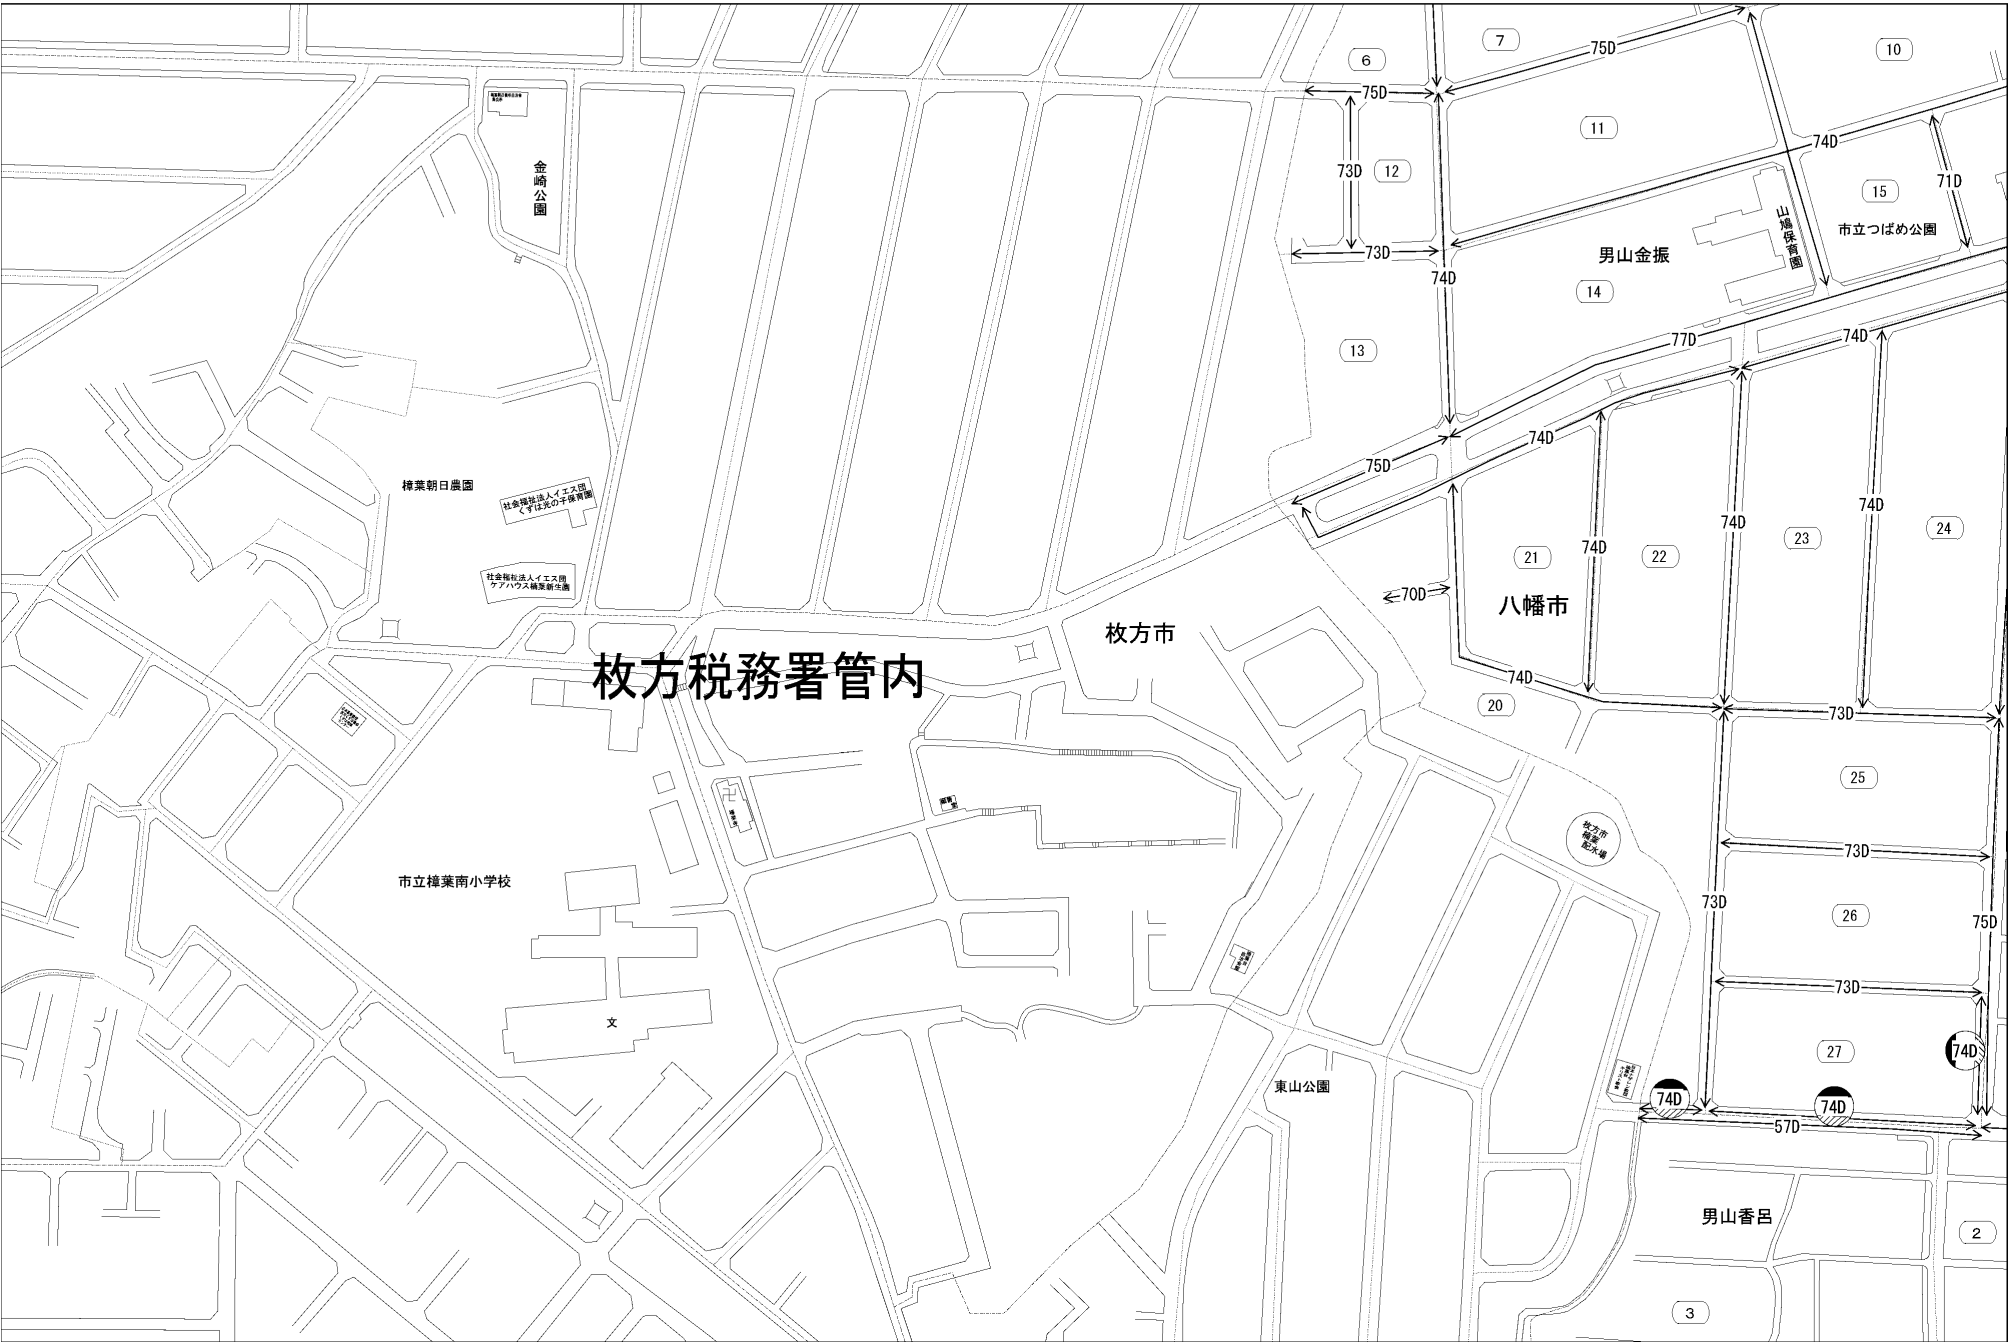 6
7
75D
10
75D
11
74D
12
73D
15
71D
金崎公園
山鳩保育園
市立つばめ公園
73D
男山金振
74D
14
13
77D
74D
74D
75D
樟葉朝日農園
社会福祉法人イエス団
くずは光の子保育園
74D
74D
74D
23
24
21
22
社会福祉法人イエス団
ケアハウス楠葉新生園
70D
八幡市
枚方市
枚方税務署管内
74D
20
73D
25
枚方市
楠葉
配水場
73D
市立樟葉南小学校
73D
26
75D
73D
文
27
74D
東山公園
74D
74D
57D
男山香呂
2
3